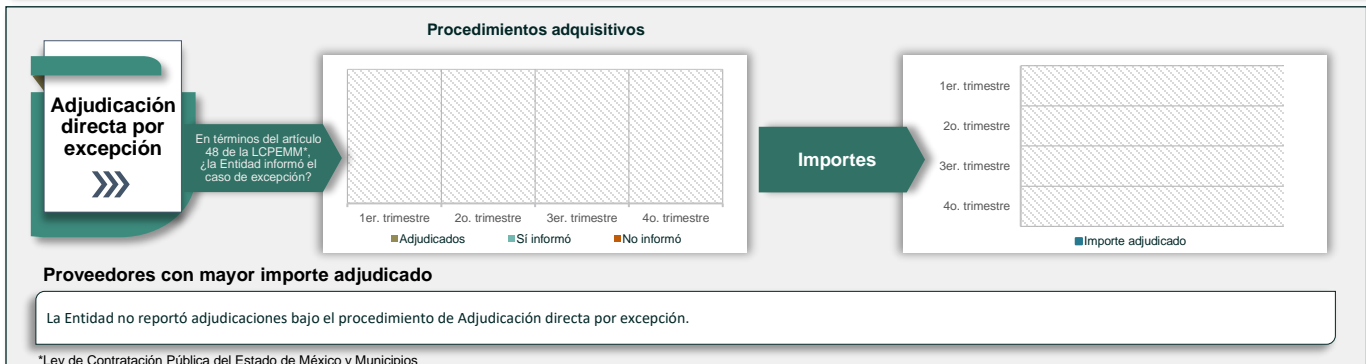 Procedimientos adquisitivos
Adjudicación
directa por
excepción
En términos del artículo
48 de la LCPEMM*,
¿la Entidad informó el
caso de excepción?
1er. trimestre
2o. trimestre
3er. trimestre
4o. trimestre
Adjudicados
Sí informó
No informó
Importes
1er. trimestre
2o. trimestre
3er. trimestre
4o. trimestre
Importe adjudicado
Proveedores con mayor importe adjudicado
La Entidad no reportó adjudicaciones bajo el procedimiento de Adjudicación directa por excepción.
*Ley de Contratación Pública del Estado de México y Municipios